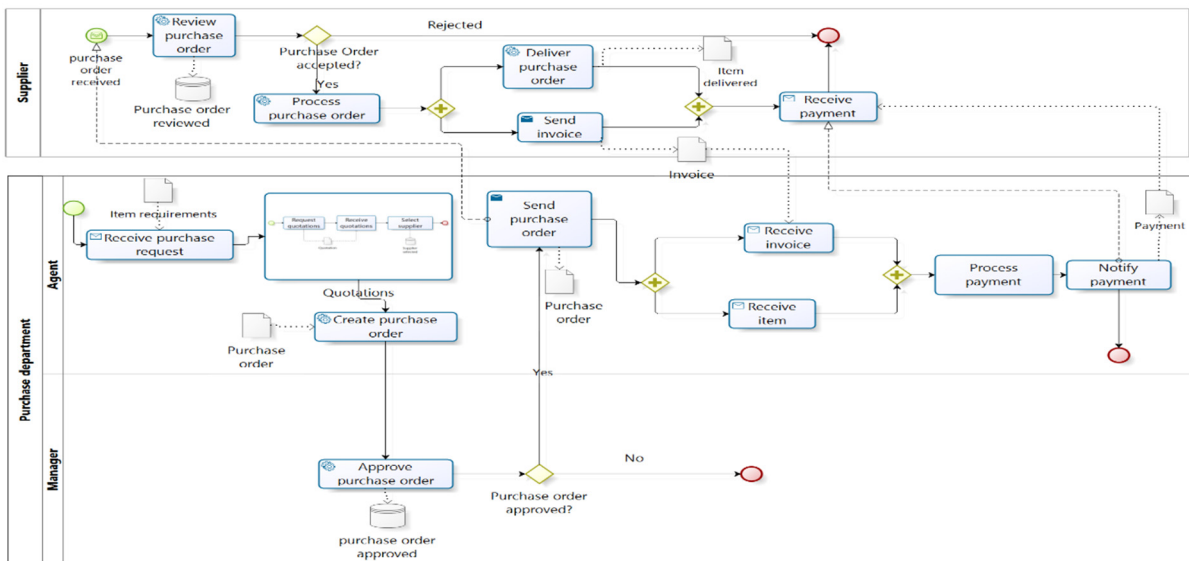 Supplier
purchase
order
received
Review
purchase
order
Purchase order
reviewed
Rejected
Purchase Order
accepted?
Yes
Process
purchase order
Deliver
purchase
order
Item
delivered
Send
invoice
Invoice
Receive
payment
Purchase department
Agent
Item requirements
Receive purchase
request
Request
quotations
Receive
quotations
Select
supplier
Quotations
Create purchase
order
Purchase
order
Send
purchase
order
Purchase
order
Receive
invoice
Receive
item
Process
payment
Notify
payment
Payment
Manager
Yes
Approve
purchase order
purchase order
approved
Purchase order
approved?
No